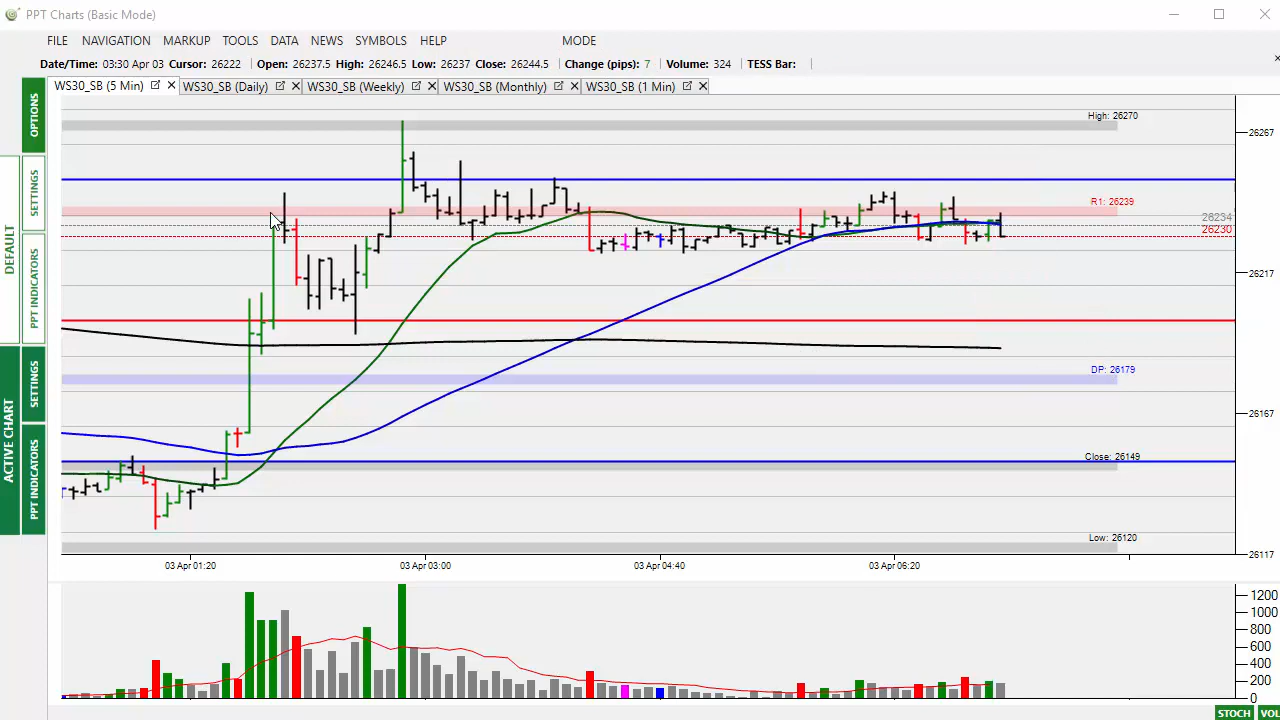 PPT Charts (Basic Mode)
FILE NAVIGATION MARKUP TOOLS DATA NEWS SYMBOLS HELP MODE
Date/Time: 03:30 Apr 03 Cursor: 26222 Open: 26237.5 High: 26246.5 Low: 26237 Close: 26244.5 Change (pips): 7 Volume: 324 TESS Bar:
WS30_SB (5 Min) WS30_SB (Daily) WS30_SB (Weekly) WS30_SB (Monthly) WS30_SB (1 Min)
OPTIONS
SETTINGS
DEFAULT
PPT INDICATORS
ACTIVE CHART
SETTINGS
PPT INDICATORS
High: 26270
26267
R1: 26239
26234
26230
26217
DP: 26179
26167
Close: 26149
Low: 26120
26117
03 Apr 01:20 03 Apr 03:00 03 Apr 04:40 03 Apr 06:20
1200
1000
800
600
400
200
0
STOCH VOL